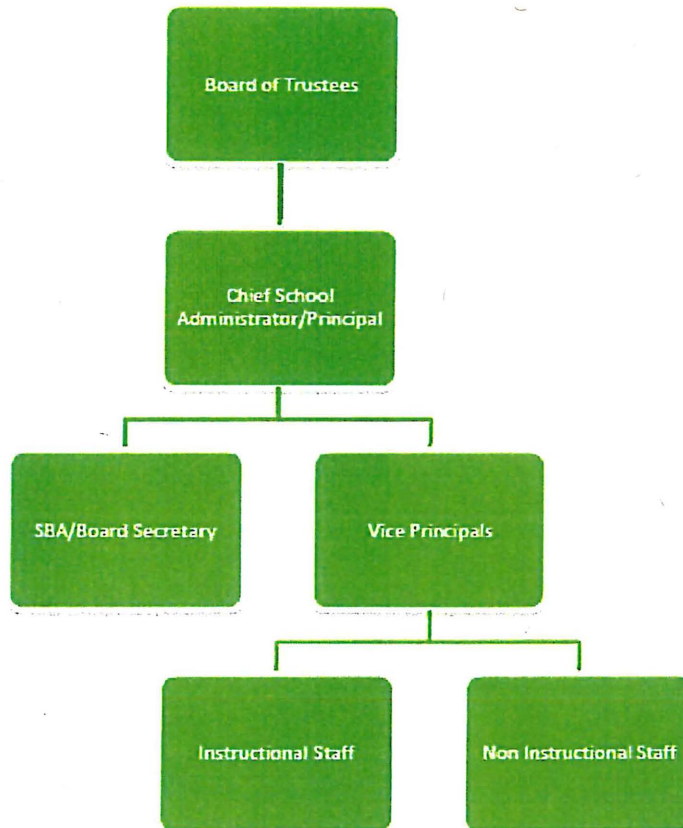 Board of Trustees
Chief School
Administrator/Principal
SBA/Board Secretary
Vice Principals
Instructional Staff
Non Instructional Staff